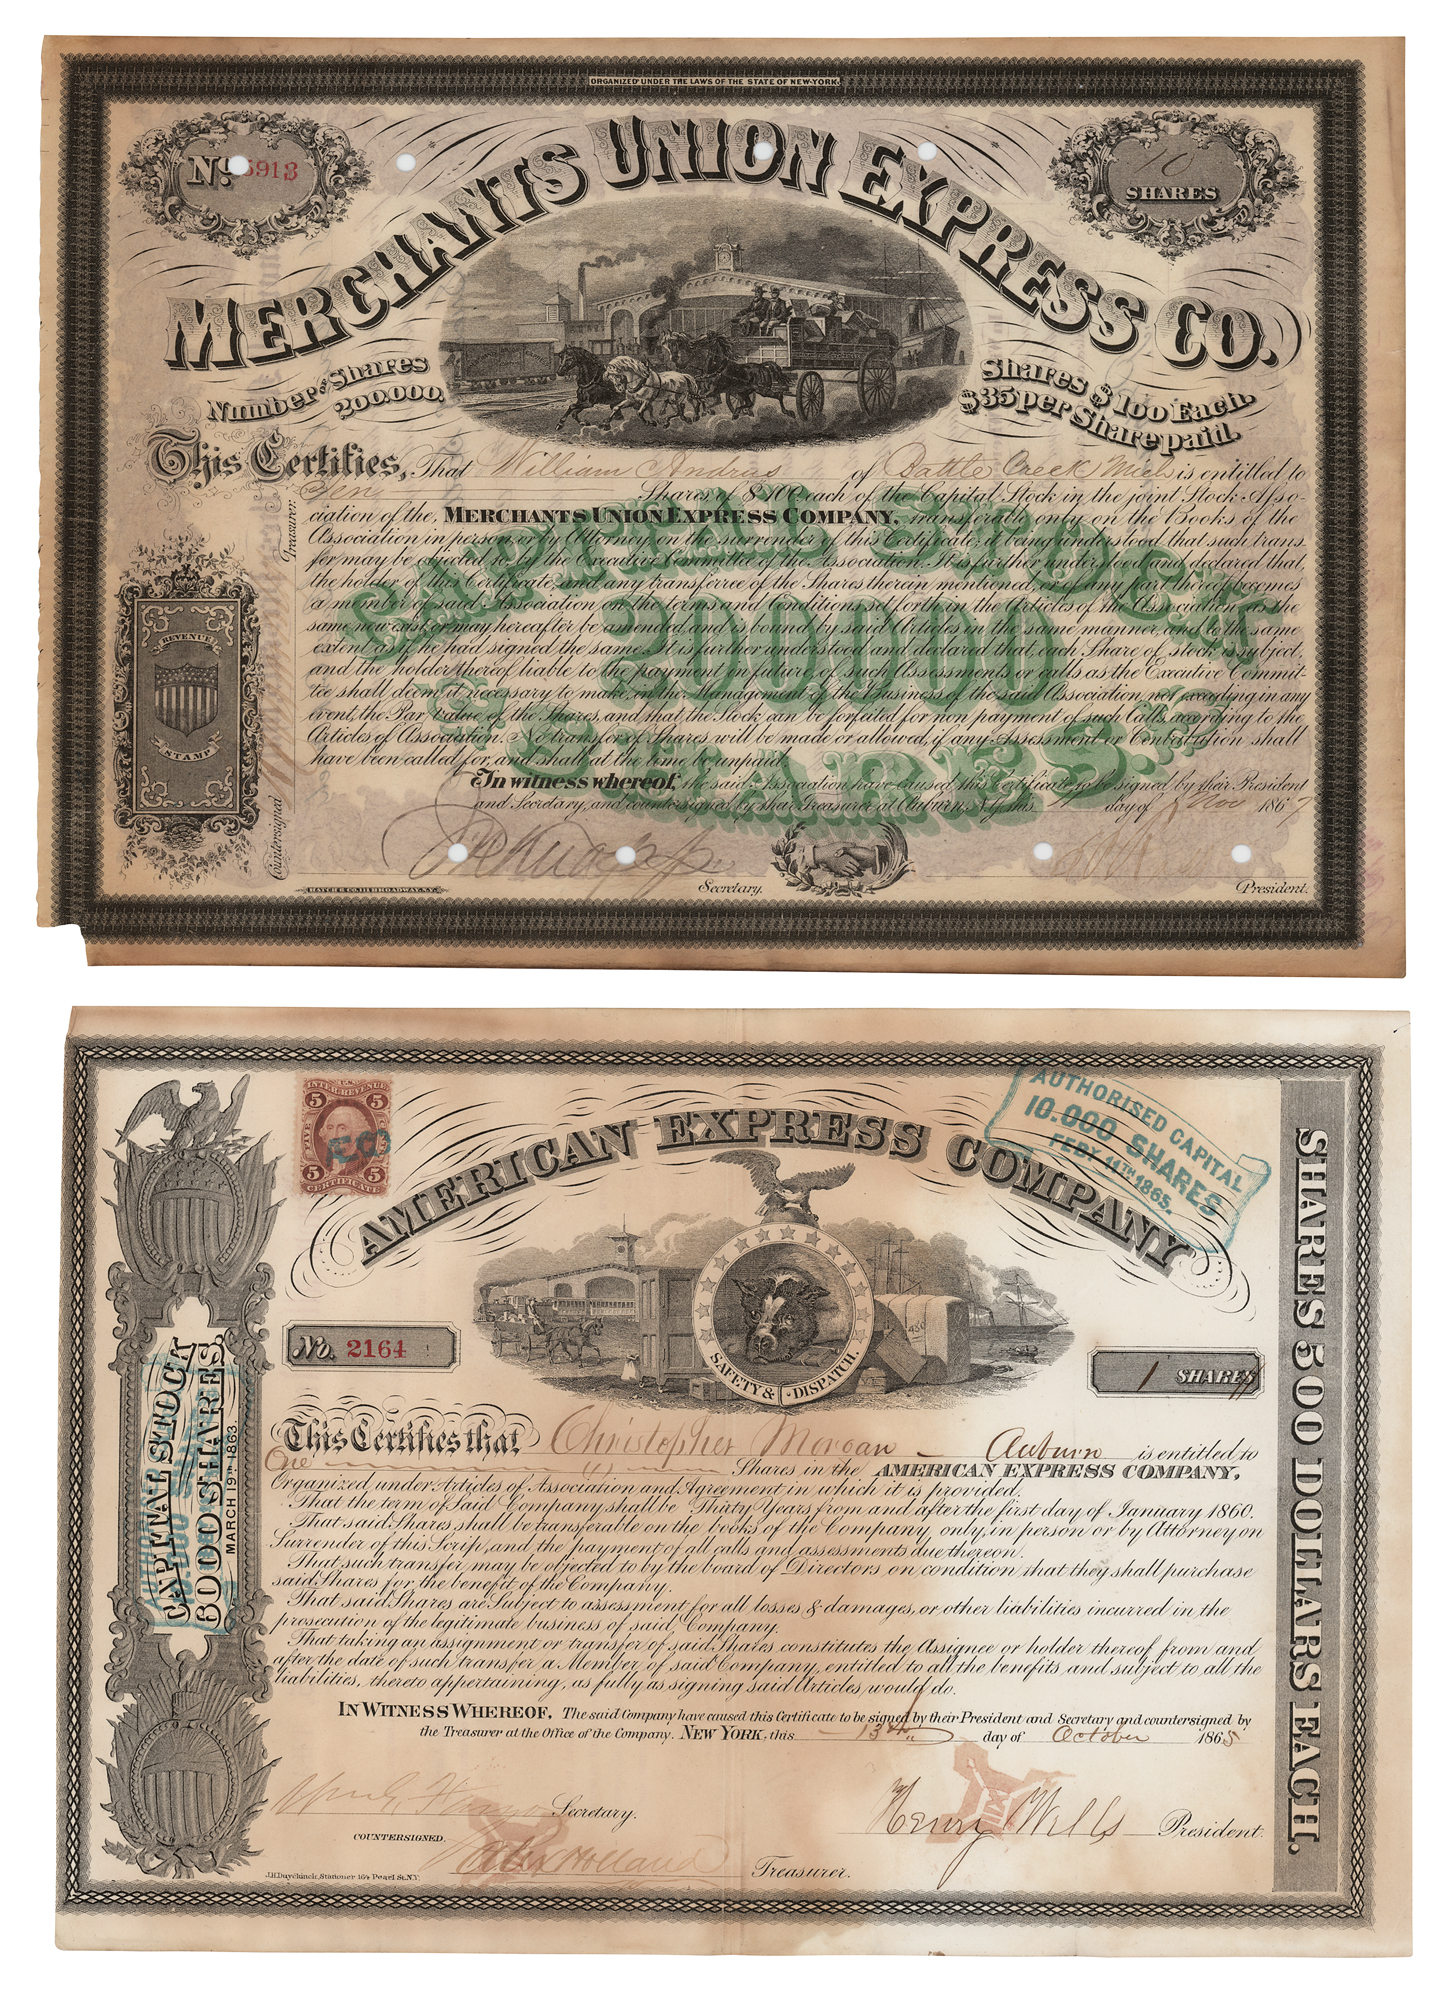 ORGANIZED UNDER THE LAWS OF THE STATE OF NEW-YORK.
No. 5913
MERCHANTS UNION EXPRESS CO.
10
SHARES
Number of Shares
200.000.
Shares $100 Each.
$35 per Share paid.
This Certifies, That William Andrus of Battle Creek Mich is entitled to
Ten Shares of $100 each of the Capital Stock in the joint Stock Asso-
ciation of the, MERCHANTS UNION EXPRESS COMPANY, transferable only on the Books of the
Association in person or by Attorney on the surrender of this Certificate, it being understood that such trans-
fer may be objected to by the Executive Committee of the Association. It is further understood and declared that,
the holder of this Certificate, and any transferree of the Shares therein mentioned, or of any part thereof becomes
a member of said Association on the terms and Conditions set forth in the Articles of the Association as the
same now exist, or may hereafter be amended, and is bound by said Articles in the same manner, and to the same
extent as if he had signed the same. It is further understood and declared that, each Share of stock is subject,
and the holder thereof liable to the payment in future, of such Assessments or calls as the Executive Commit-
tee shall deem it necessary to make, in the Management of the Business of the said Association, not exceeding in any
event, the Par value of the Shares, and that the Stock can be forfeited for non payment of such Calls, according to the
Articles of Association. No transfer of Shares will be made or allowed, if any Assessment or Contribution shall
have been called for, and shall at the time be unpaid.
In witness whereof, the said Association have caused this Certificate to be signed by their President
and Secretary, and countersigned by their Treasurer at Auburn, N.Y. this 11 day of Nov 1867
CAPITAL STOCK
200000
SHARES
Treasurer.
Countersigned
REVENUE
STAMP
HATCH & CO. 111 BROADWAY, N.Y.
Secretary.
President.
U.S.
INTER. REVENUE
5 5
FIVE CENTS
5 5
CERTIFICATE
AMERICAN EXPRESS COMPANY
AUTHORISED CAPITAL
10.000 SHARES
FEBY 11TH 1865.
No. 2164
SAFETY & DISPATCH.
1 SHARES
CAPITAL STOCK
6000 SHARES,
MARCH 19TH 1863.
SHARES 500 DOLLARS EACH.
This Certifies that Christopher Morgan – Auburn is entitled to
One (1) Shares in the AMERICAN EXPRESS COMPANY,
Organized under Articles of Association and Agreement in which it is provided.
That the term of Said Company, shall be Thirty Years from and after the first day of January 1860.
That said Shares shall be transferable on the books of the Company, only, in person or by Attorney on
Surrender of this Scrip, and the payment of all calls and assessments due thereon.
That such transfer may be objected to by the board of Directors on condition that they shall purchase
said Shares for the benefit of the Company.
That said Shares are Subject to assessment for all losses & damages, or other liabilities incurred in the
prosecution of the legitimate business of said Company.
That taking an assignment or transfer of said Shares constitutes the Assignee or holder thereof from and
after the date of such transfer a Member of said Company, entitled to all the benefits and subject to all the
liabilities, thereto appertaining, as fully as signing said Articles would do.
IN WITNESS WHEREOF, The said Company have caused this Certificate to be signed by their President and Secretary and countersigned by
the Treasurer at the Office of the Company. NEW YORK, this 13th day of October 1865
Secretary.
Henry Wells President.
COUNTERSIGNED.
Alex Holland Treasurer.
J.H. Duyckinck, Stationer 164 Pearl St. N.Y.